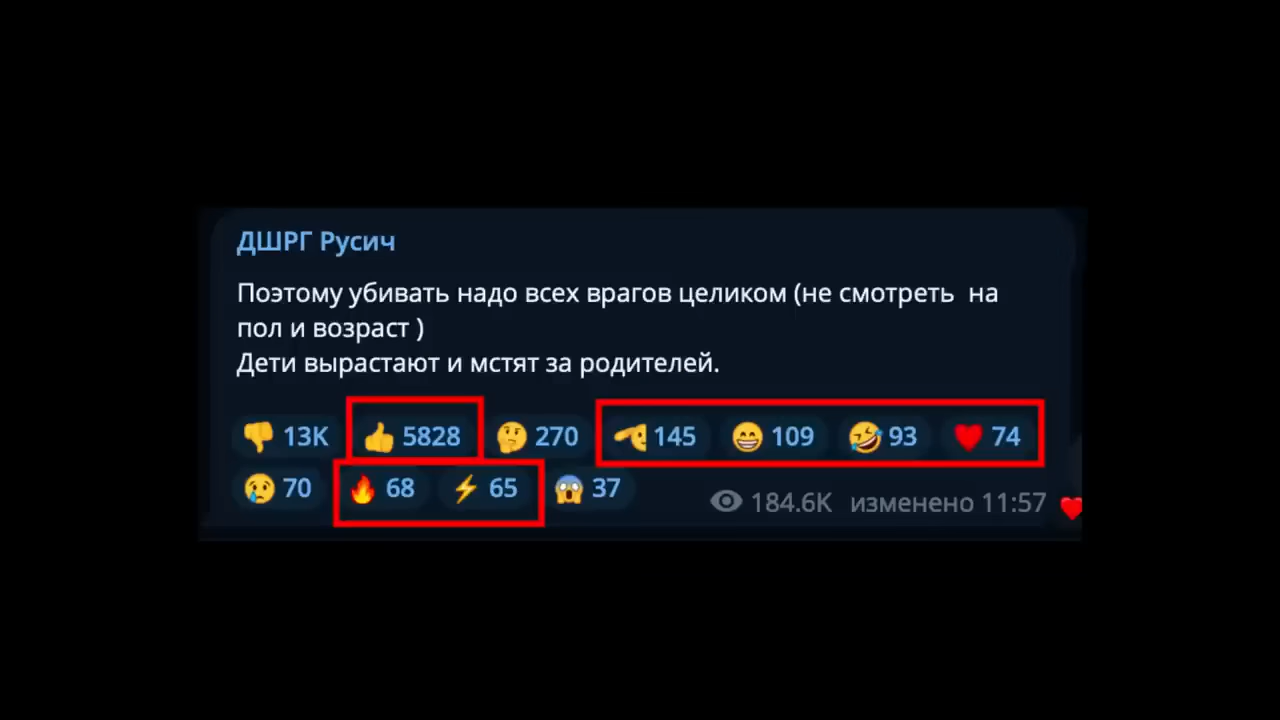 ДШРГ Русич
Поэтому убивать надо всех врагов целиком (не смотреть  на
пол и возраст )
Дети вырастают и мстят за родителей.
13K 5828 270 145 109 93 74
70 68 65 37 184.6K изменено 11:57